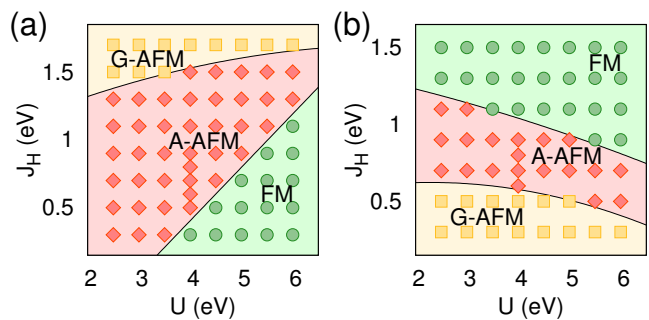 (a)
G-AFM
A-AFM
FM
1.5
1
0.5
J_H (eV)
2 3 4 5 6
U (eV)
(b)
FM
A-AFM
G-AFM
1.5
1
0.5
J_H (eV)
2 3 4 5 6
U (eV)